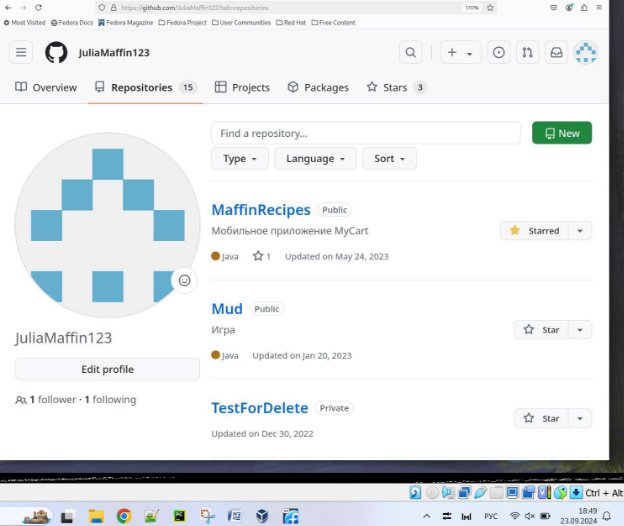 https://github.com/JuliaMaffin123?tab=repositories
170%
Most Visited Fedora Docs Fedora Magazine Fedora Project User Communities Red Hat Free Content
JuliaMaffin123
Overview Repositories 15 Projects Packages Stars 3
Find a repository...
New
Type Language Sort
MaffinRecipes Public
Мобильное приложение MyCart
Starred
Java 1 Updated on May 24, 2023
Mud Public
Игра
Star
Java Updated on Jan 20, 2023
JuliaMaffin123
Edit profile
1 follower · 1 following
TestForDelete Private
Star
Updated on Dec 30, 2022
Ctrl + Alt
РУС
18:49
23.09.2024